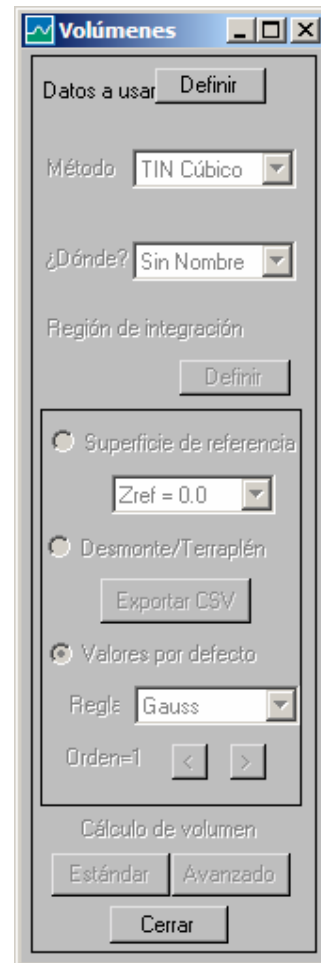 Volúmenes
Datos a usar Definir
Método TIN Cúbico
¿Dónde? Sin Nombre
Región de integración
Definir
Superficie de referencia
Zref = 0.0
Desmonte/Terraplén
Exportar CSV
Valores por defecto
Regla Gauss
Orden=1 < >
Cálculo de volumen
Estándar Avanzado
Cerrar